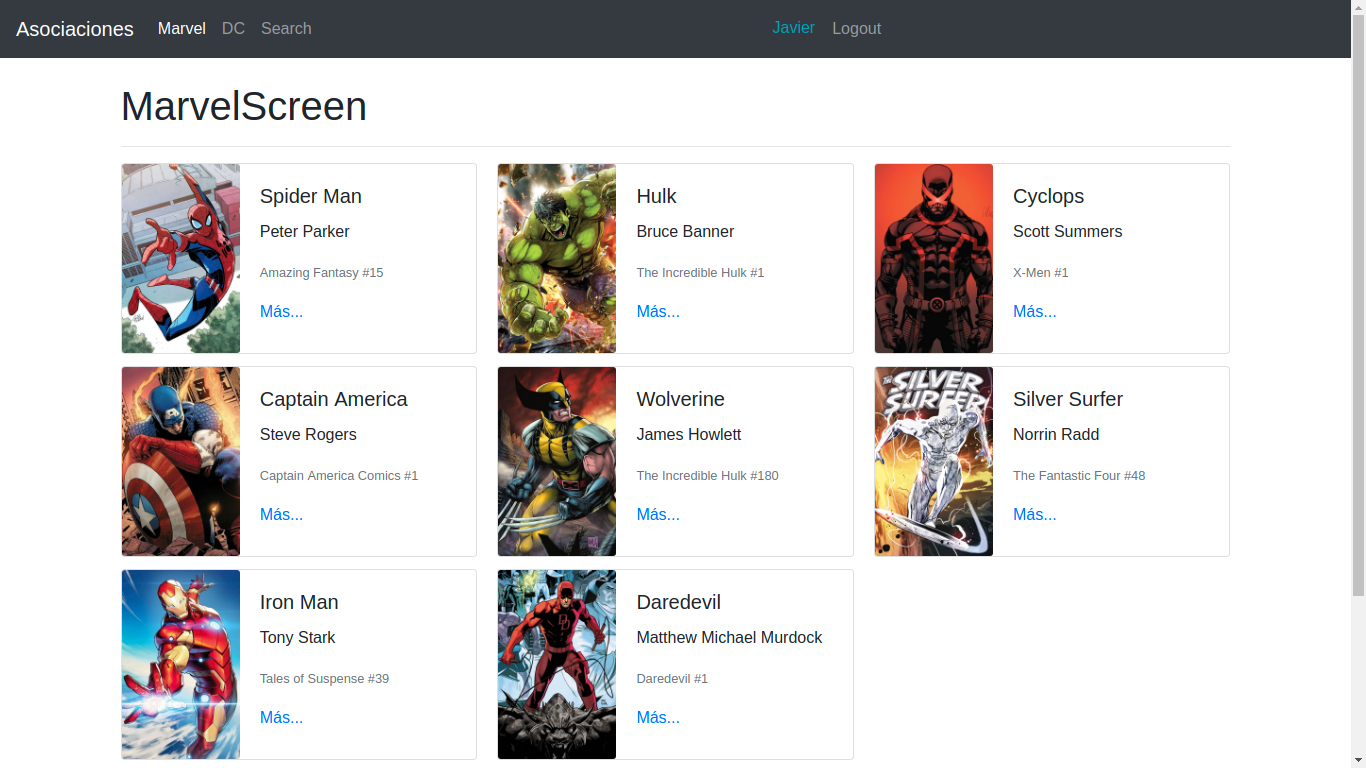 Asociaciones Marvel DC Search Javier Logout
MarvelScreen
Spider Man
Peter Parker
Amazing Fantasy #15
Más...
Hulk
Bruce Banner
The Incredible Hulk #1
Más...
Cyclops
Scott Summers
X-Men #1
Más...
Captain America
Steve Rogers
Captain America Comics #1
Más...
Wolverine
James Howlett
The Incredible Hulk #180
Más...
THE
SILVER
SURFER
Silver Surfer
Norrin Radd
The Fantastic Four #48
Más...
Iron Man
Tony Stark
Tales of Suspense #39
Más...
DD
Daredevil
Matthew Michael Murdock
Daredevil #1
Más...